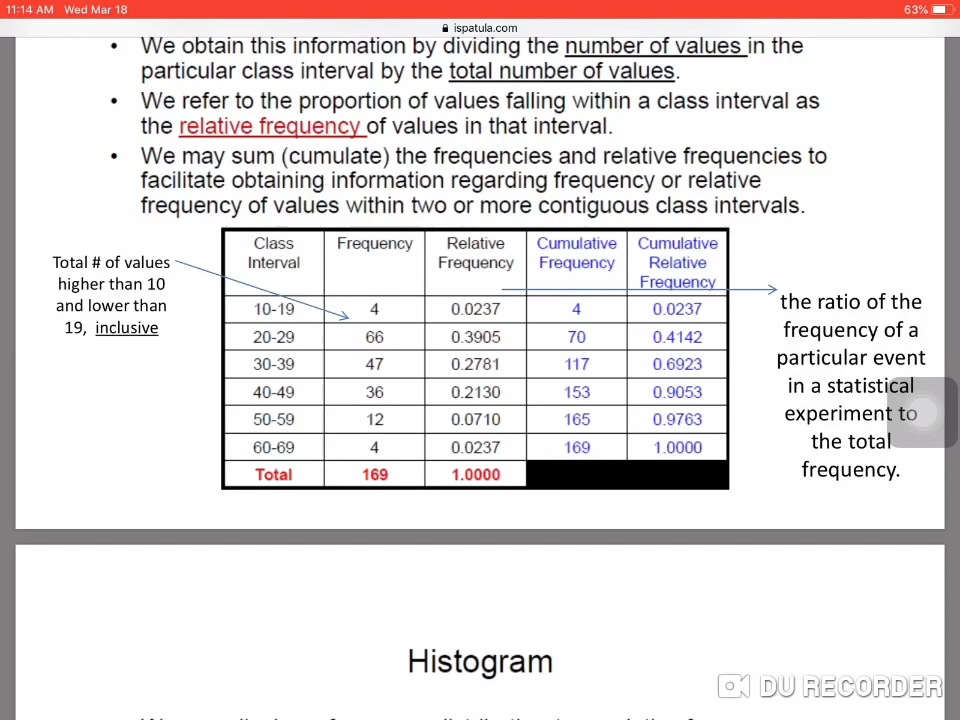 11:14 AM Wed Mar 18
63%
ispatula.com
• We obtain this information by dividing the number of values in the
particular class interval by the total number of values.
• We refer to the proportion of values falling within a class interval as
the relative frequency of values in that interval.
• We may sum (cumulate) the frequencies and relative frequencies to
facilitate obtaining information regarding frequency or relative
frequency of values within two or more contiguous class intervals.
Total # of values
higher than 10
and lower than
19, inclusive
Class Interval Frequency Relative Frequency Cumulative Frequency Cumulative Relative Frequency
10-19 4 0.0237 4 0.0237
20-29 66 0.3905 70 0.4142
30-39 47 0.2781 117 0.6923
40-49 36 0.2130 153 0.9053
50-59 12 0.0710 165 0.9763
60-69 4 0.0237 169 1.0000
Total 169 1.0000
the ratio of the
frequency of a
particular event
in a statistical
experiment to
the total
frequency.
Histogram
DU RECORDER